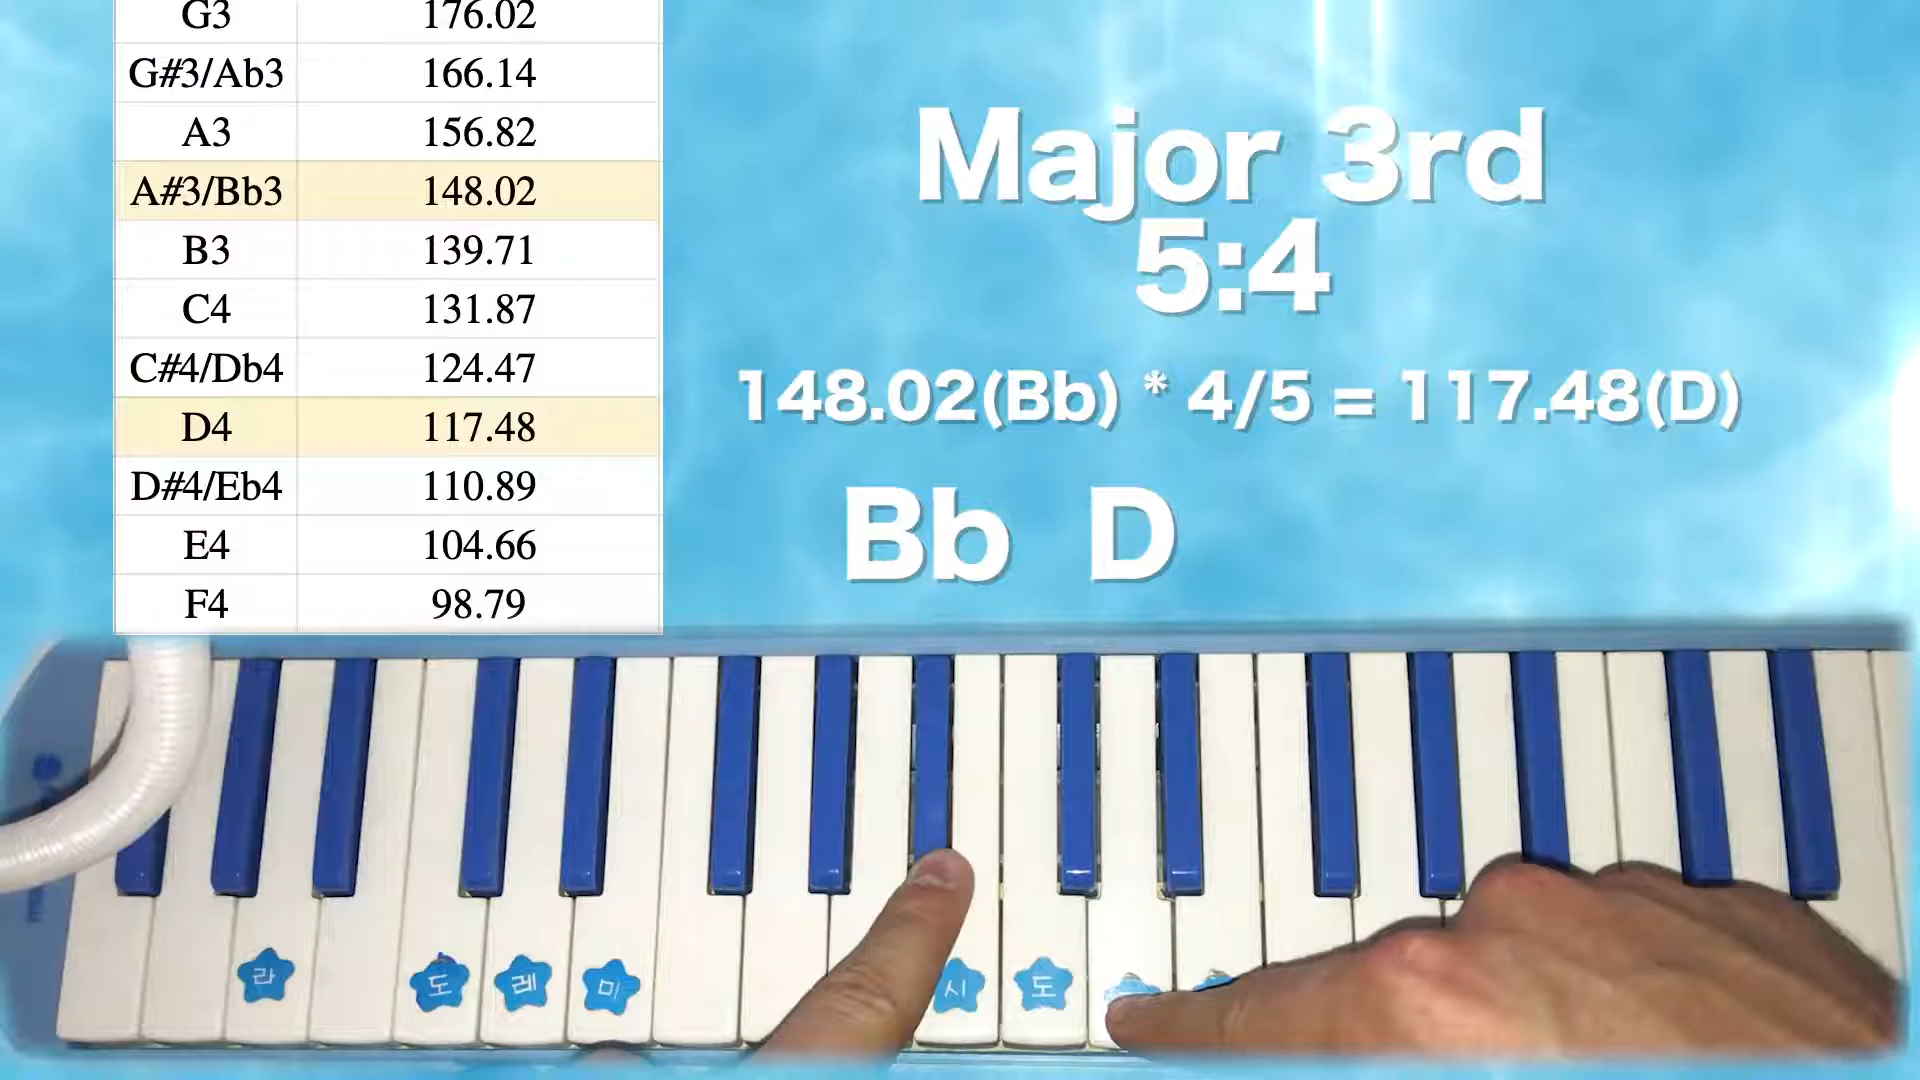 G3 176.02
G#3/Ab3 166.14
A3 156.82
A#3/Bb3 148.02
B3 139.71
C4 131.87
C#4/Db4 124.47
D4 117.48
D#4/Eb4 110.89
E4 104.66
F4 98.79
Major 3rd
5:4
148.02(Bb) * 4/5 = 117.48(D)
Bb D
라 도 레 미 시 도